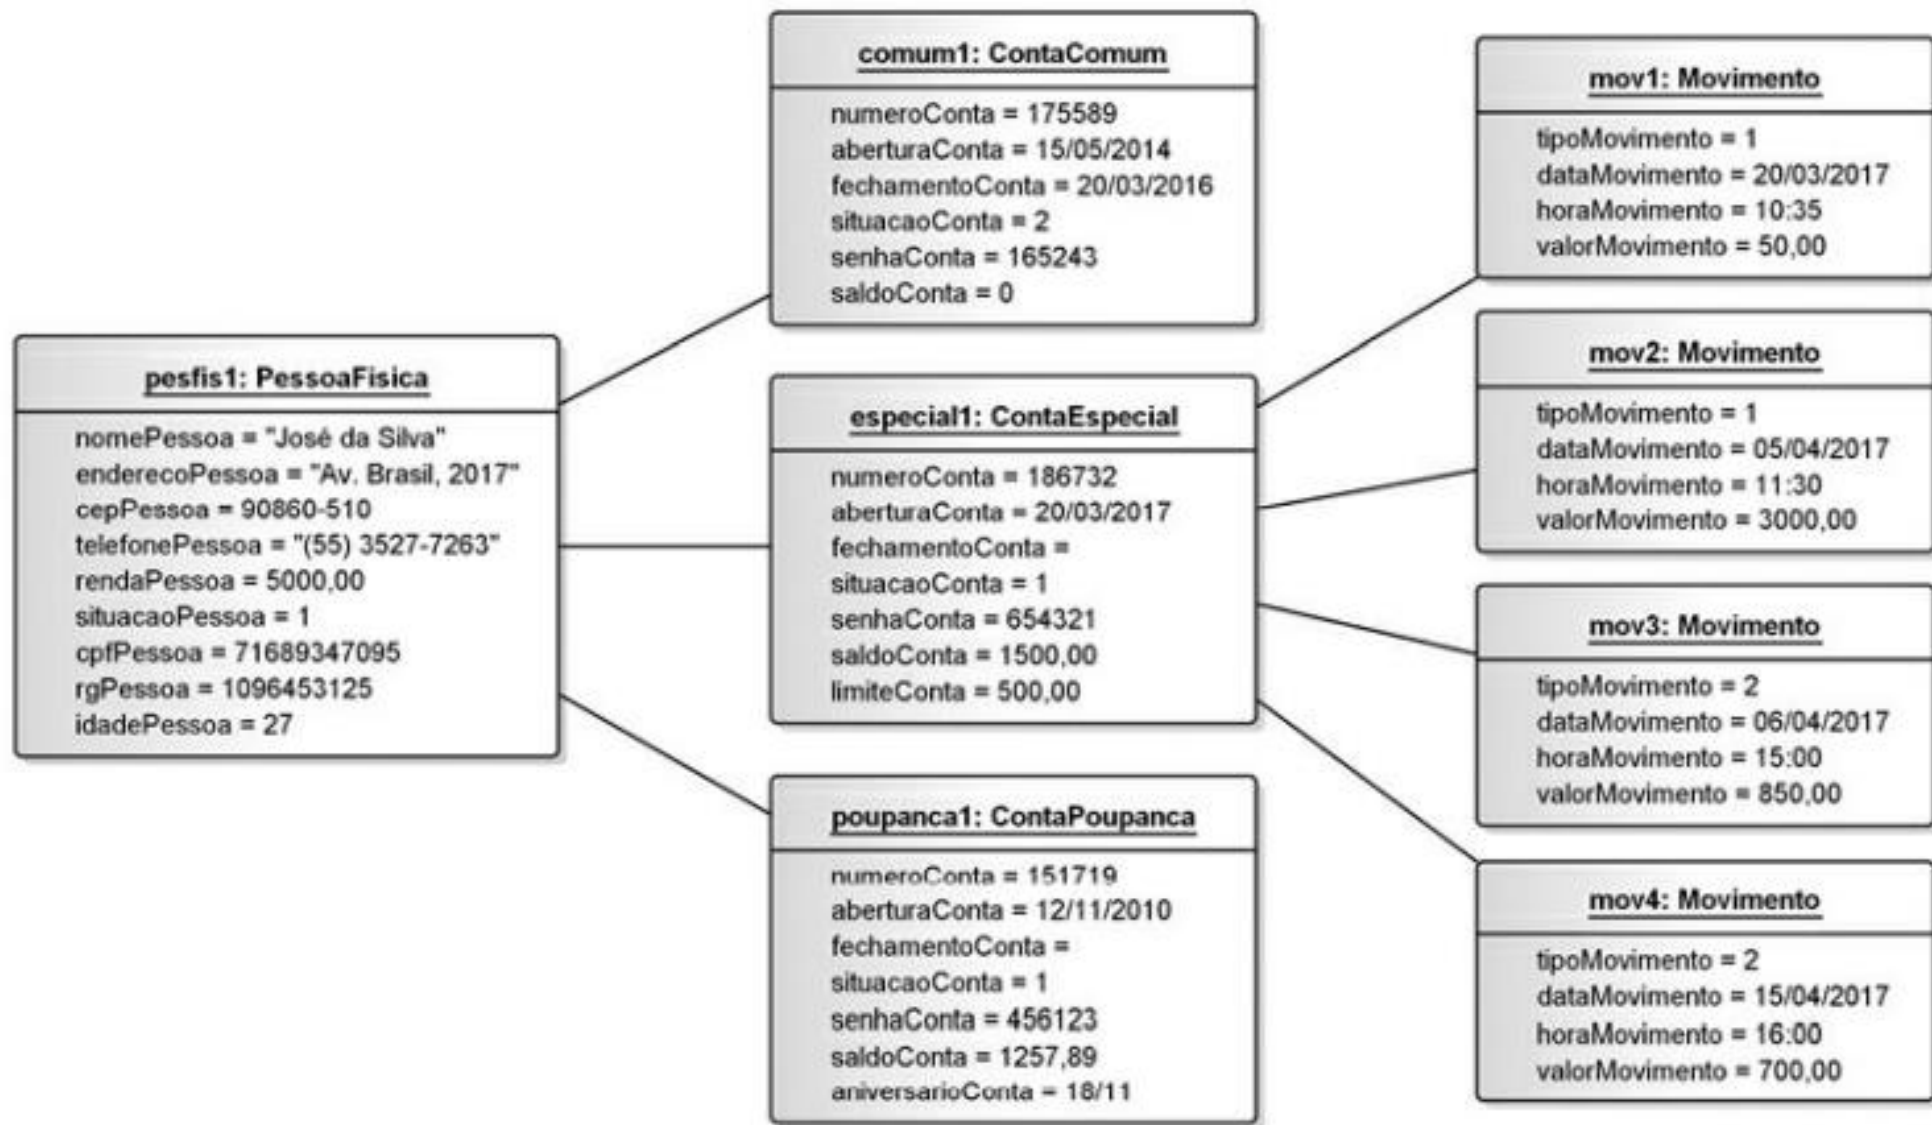 pesfis1: PessoaFisica
nomePessoa = "José da Silva"
enderecoPessoa = "Av. Brasil, 2017"
cepPessoa = 90860-510
telefonePessoa = "(55) 3527-7263"
rendaPessoa = 5000,00
situacaoPessoa = 1
cpfPessoa = 71689347095
rgPessoa = 1096453125
idadePessoa = 27
comum1: ContaComum
numeroConta = 175589
aberturaConta = 15/05/2014
fechamentoConta = 20/03/2016
situacaoConta = 2
senhaConta = 165243
saldoConta = 0
especial1: ContaEspecial
numeroConta = 186732
aberturaConta = 20/03/2017
fechamentoConta =
situacaoConta = 1
senhaConta = 654321
saldoConta = 1500,00
limiteConta = 500,00
poupanca1: ContaPoupanca
numeroConta = 151719
aberturaConta = 12/11/2010
fechamentoConta =
situacaoConta = 1
senhaConta = 456123
saldoConta = 1257,89
aniversarioConta = 18/11
mov1: Movimento
tipoMovimento = 1
dataMovimento = 20/03/2017
horaMovimento = 10:35
valorMovimento = 50,00
mov2: Movimento
tipoMovimento = 1
dataMovimento = 05/04/2017
horaMovimento = 11:30
valorMovimento = 3000,00
mov3: Movimento
tipoMovimento = 2
dataMovimento = 06/04/2017
horaMovimento = 15:00
valorMovimento = 850,00
mov4: Movimento
tipoMovimento = 2
dataMovimento = 15/04/2017
horaMovimento = 16:00
valorMovimento = 700,00